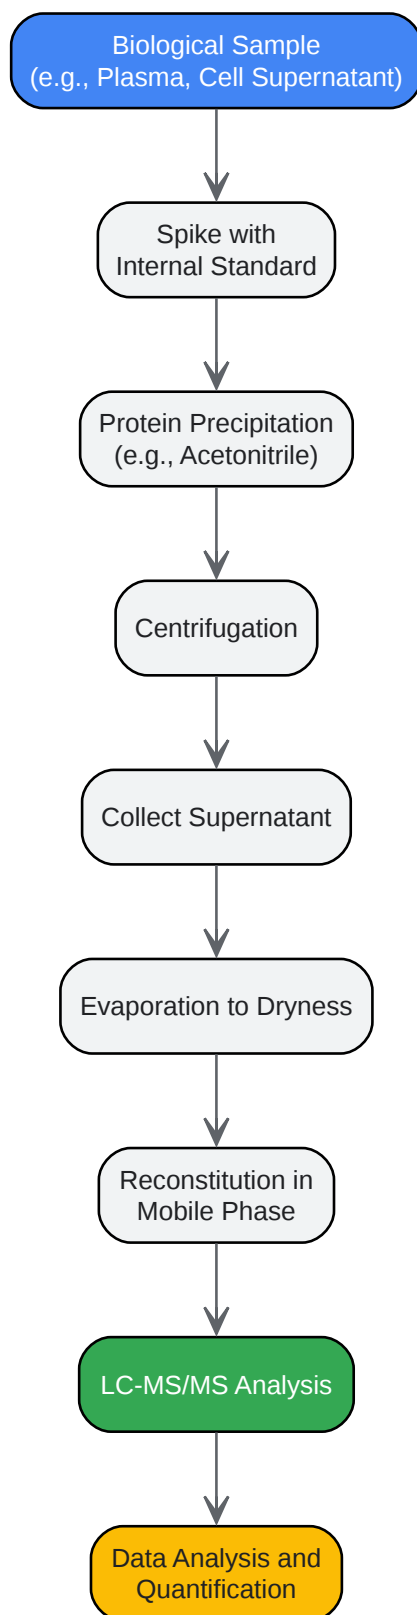 Biological Sample
(e.g., Plasma, Cell Supernatant)
Spike with
Internal Standard
Protein Precipitation
(e.g., Acetonitrile)
Centrifugation
Collect Supernatant
Evaporation to Dryness
Reconstitution in
Mobile Phase
LC-MS/MS Analysis
Data Analysis and
Quantification